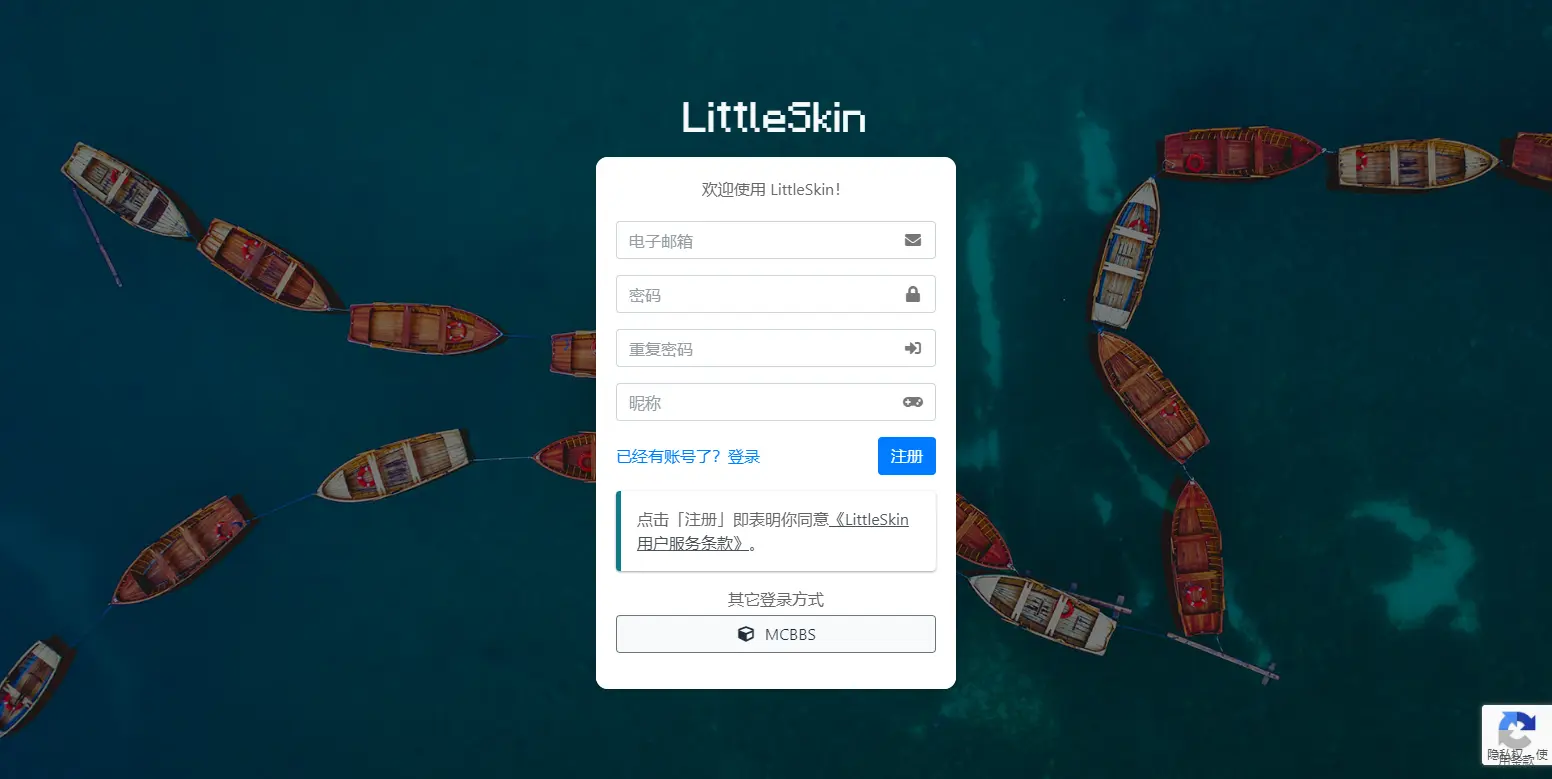 LittleSkin
欢迎使用 LittleSkin！
电子邮箱
密码
重复密码
昵称
已经有账号了？登录
注册
点击「注册」即表明你同意《LittleSkin
用户服务条款》。
其它登录方式
MCBBS
隐私权 - 使
用条款